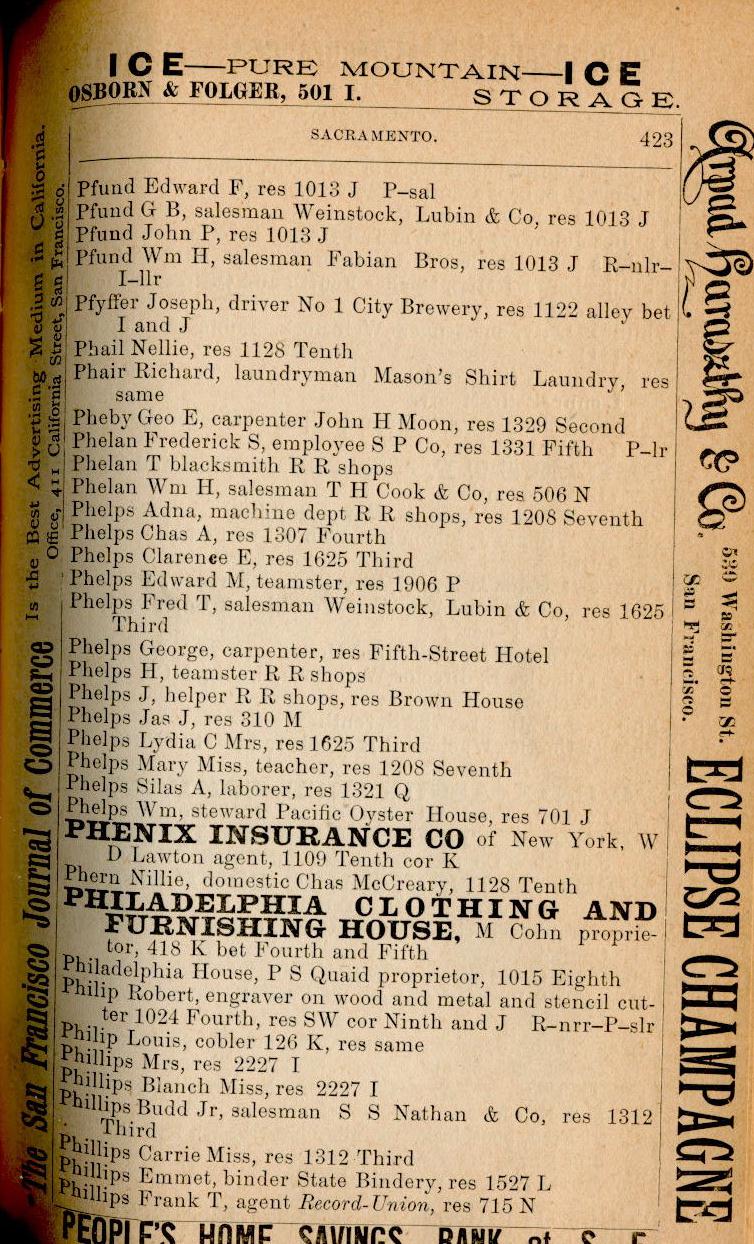 ICE—PURE MOUNTAIN—ICE
OSBORN & FOLGER, 501 I. STORAGE.
SACRAMENTO. 423
Pfund Edward F, res 1013 J P-sal
Pfund G B, salesman Weinstock, Lubin & Co, res 1013 J
Pfund John P, res 1013 J
Pfund Wm H, salesman Fabian Bros, res 1013 J R-nlr-
I-llr
Pfyffer Joseph, driver No 1 City Brewery, res 1122 alley bet
I and J
Phail Nellie, res 1128 Tenth
Phair Richard, laundryman Mason's Shirt Laundry, res
same
Pheby Geo E, carpenter John H Moon, res 1329 Second
Phelan Frederick S, employee S P Co, res 1331 Fifth P-lr
Phelan T blacksmith R R shops
Phelan Wm H, salesman T H Cook & Co, res 506 N
Phelps Adna, machine dept R R shops, res 1208 Seventh
Phelps Chas A, res 1307 Fourth
Phelps Clarence E, res 1625 Third
Phelps Edward M, teamster, res 1906 P
Phelps Fred T, salesman Weinstock, Lubin & Co, res 1625
Third
Phelps George, carpenter, res Fifth-Street Hotel
Phelps H, teamster R R shops
Phelps J, helper R R shops, res Brown House
Phelps Jas J, res 310 M
Phelps Lydia C Mrs, res 1625 Third
Phelps Mary Miss, teacher, res 1208 Seventh
Phelps Silas A, laborer, res 1321 Q
Phelps Wm, steward Pacific Oyster House, res 701 J
PHENIX INSURANCE CO of New York, W
D Lawton agent, 1109 Tenth cor K
Phern Nillie, domestic Chas McCreary, 1128 Tenth
PHILADELPHIA CLOTHING AND
FURNISHING HOUSE, M Cohn proprie-
tor, 418 K bet Fourth and Fifth
Philadelphia House, P S Quaid proprietor, 1015 Eighth
Philip Robert, engraver on wood and metal and stencil cut-
ter 1024 Fourth, res SW cor Ninth and J R-nrr-P-slr
Philip Louis, cobler 126 K, res same
Phillips Mrs, res 2227 I
Phillips Blanch Miss, res 2227 I
Phillips Budd Jr, salesman S S Nathan & Co, res 1312
Third
Phillips Carrie Miss, res 1312 Third
Phillips Emmet, binder State Bindery, res 1527 L
Phillips Frank T, agent Record-Union, res 715 N
PEOPLE'S HOME SAVINGS BANK of S. F.
The San Francisco Journal of Commerce Is the Best Advertising Medium in California.
Office, 411 California Street, San Francisco.
Arpad Haraszthy & Co. 539 Washington St.
San Francisco.
ECLIPSE CHAMPAGNE